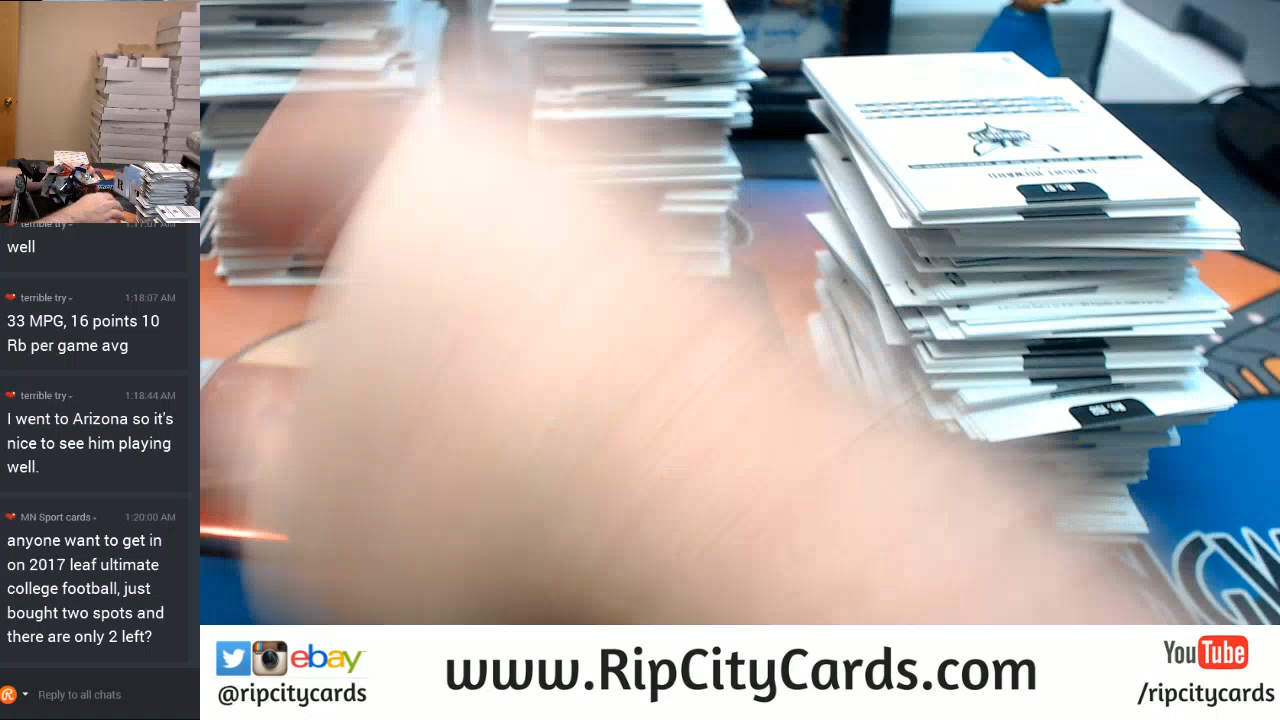 well
terrible try
1:18:07 AM
33 MPG, 16 points 10
Rb per game avg
terrible try
1:18:44 AM
I went to Arizona so it's
nice to see him playing
well.
MN Sport cards
1:20:00 AM
anyone want to get in
on 2017 leaf ultimate
college football, just
bought two spots and
there are only 2 left?
Reply to all chats
ebay
@ripcitycards
www.RipCityCards.com
YouTube
/ripcitycards
DWIGHT HOWARD